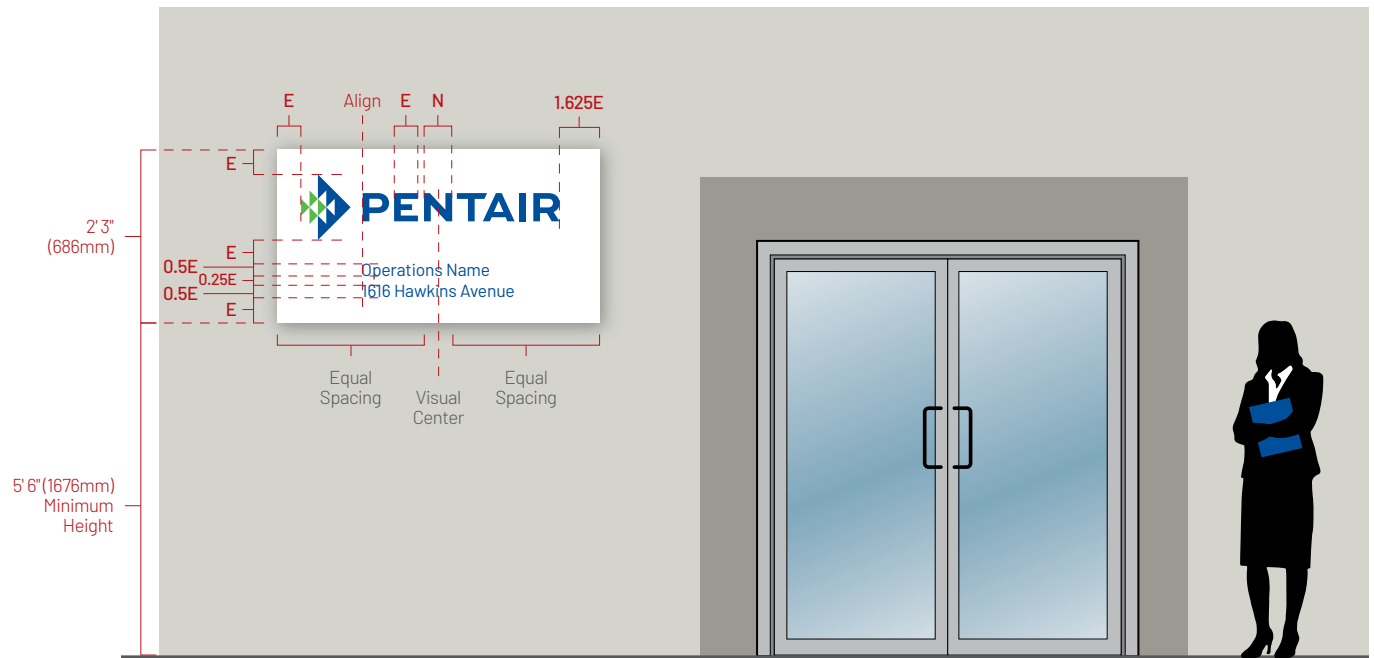 E Align E N 1.625E
E
2' 3"
(686mm)
PENTAIR
E
0.5E
0.25E
0.5E
E
Operations Name
1616 Hawkins Avenue
Equal
Spacing
Visual
Center
Equal
Spacing
5' 6" (1676mm)
Minimum
Height